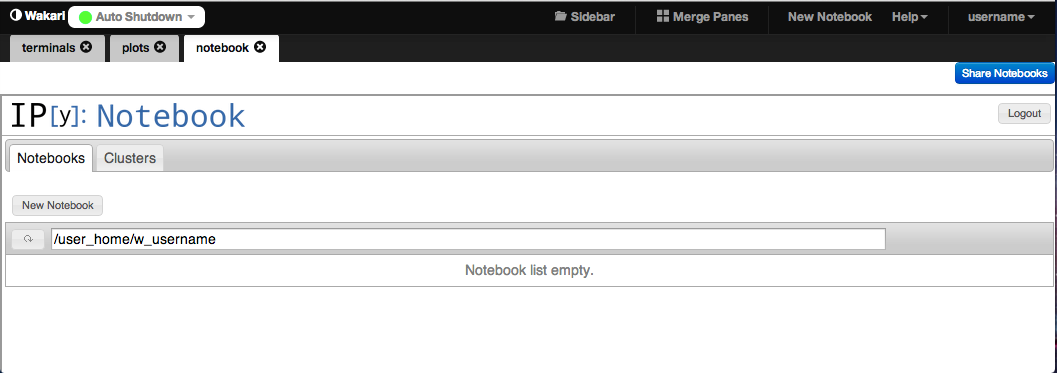 Wakari Auto Shutdown Sidebar Merge Panes New Notebook Help username
terminals plots notebook
Share Notebooks
IP[y]: Notebook Logout
Notebooks Clusters
New Notebook
/user_home/w_username
Notebook list empty.